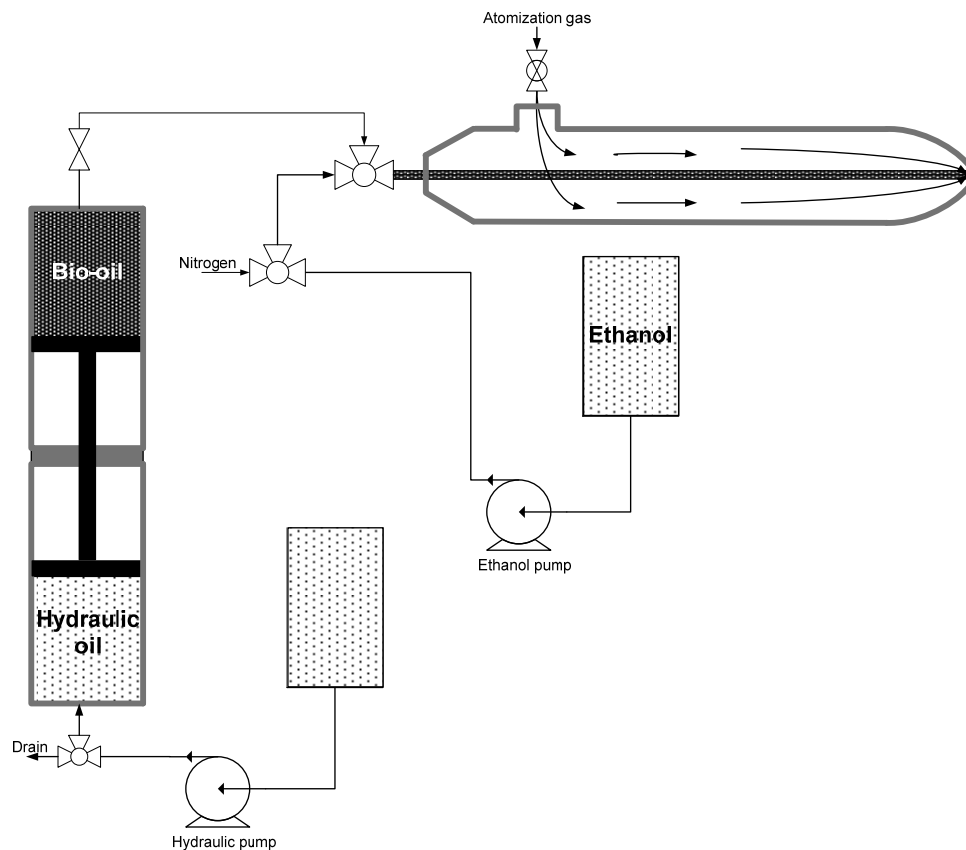 Atomization gas
Bio-oil
Nitrogen
Ethanol
Ethanol pump
Hydraulic
oil
Drain
Hydraulic pump